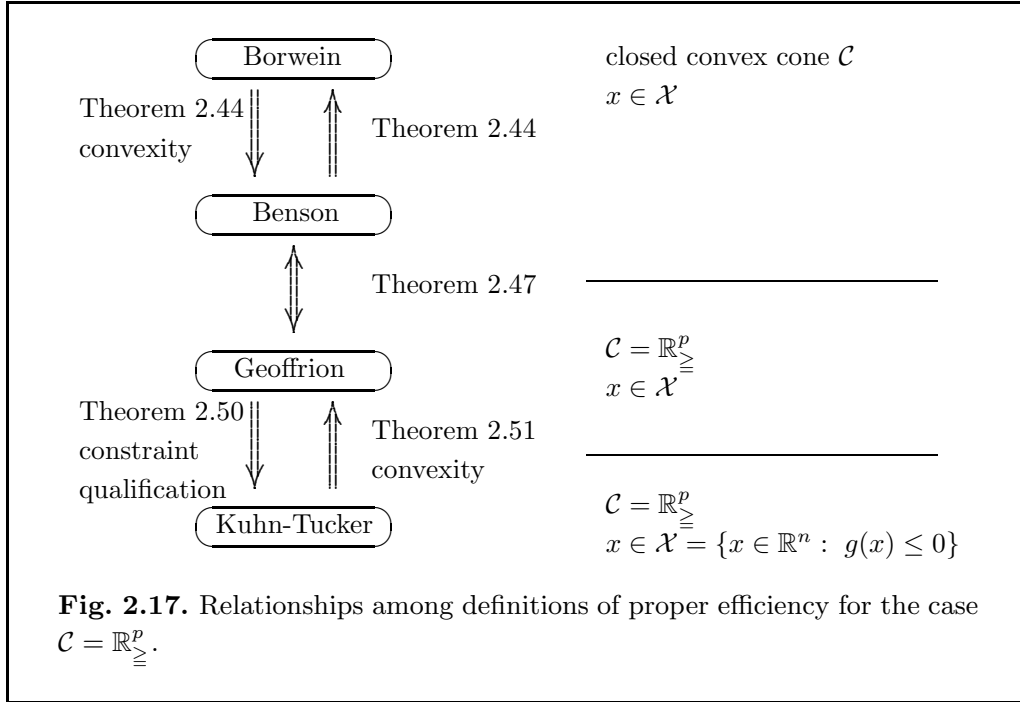 Borwein
closed convex cone 𝒞
x ∈ 𝒳
Theorem 2.44
convexity
Theorem 2.44
Benson
Theorem 2.47
𝒞 = ℝ^p_≧
x ∈ 𝒳
Geoffrion
Theorem 2.50
constraint
qualification
Theorem 2.51
convexity
Kuhn-Tucker
𝒞 = ℝ^p_≧
x ∈ 𝒳 = {x ∈ ℝ^n : g(x) ≤ 0}
Fig. 2.17. Relationships among definitions of proper efficiency for the case
𝒞 = ℝ^p_≧.